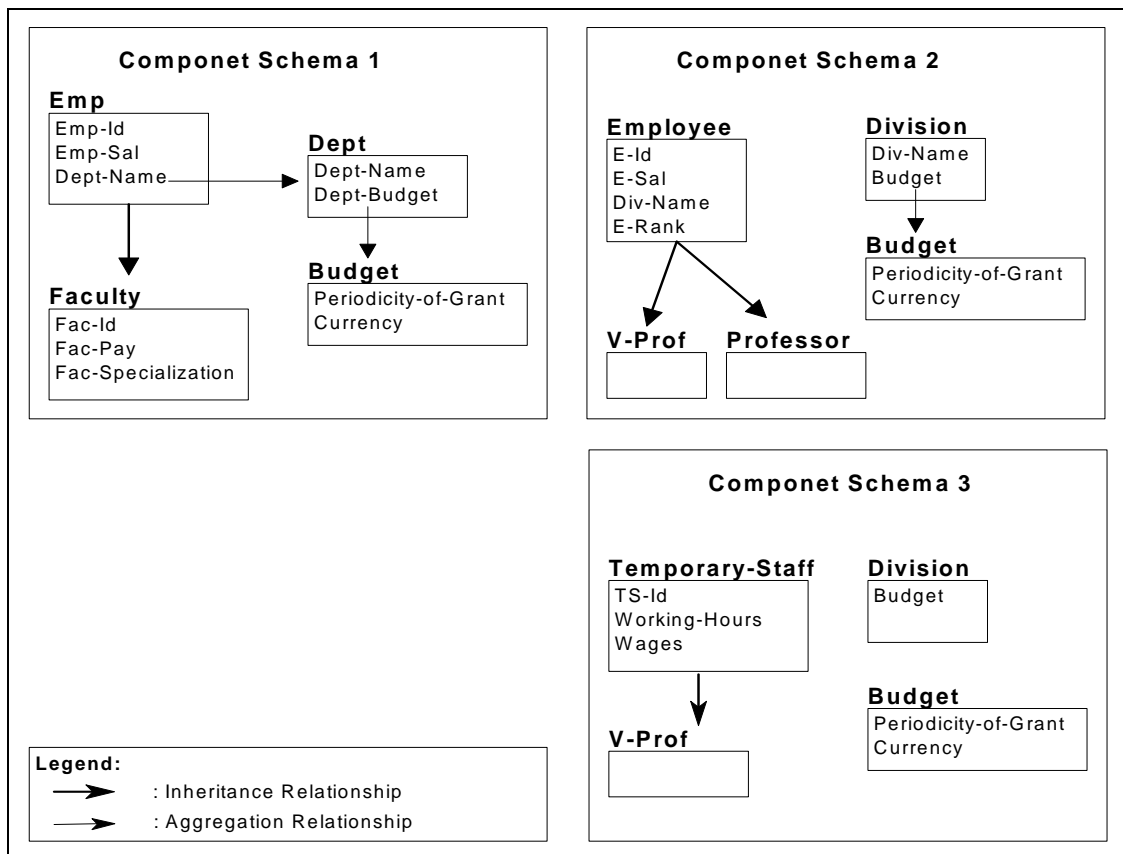 Componet Schema 1
Emp
Emp-Id
Emp-Sal
Dept-Name
Dept
Dept-Name
Dept-Budget
Budget
Periodicity-of-Grant
Currency
Faculty
Fac-Id
Fac-Pay
Fac-Specialization
Componet Schema 2
Employee
E-Id
E-Sal
Div-Name
E-Rank
Division
Div-Name
Budget
Budget
Periodicity-of-Grant
Currency
V-Prof
Professor
Componet Schema 3
Temporary-Staff
TS-Id
Working-Hours
Wages
Division
Budget
Budget
Periodicity-of-Grant
Currency
V-Prof
Legend:
: Inheritance Relationship
: Aggregation Relationship